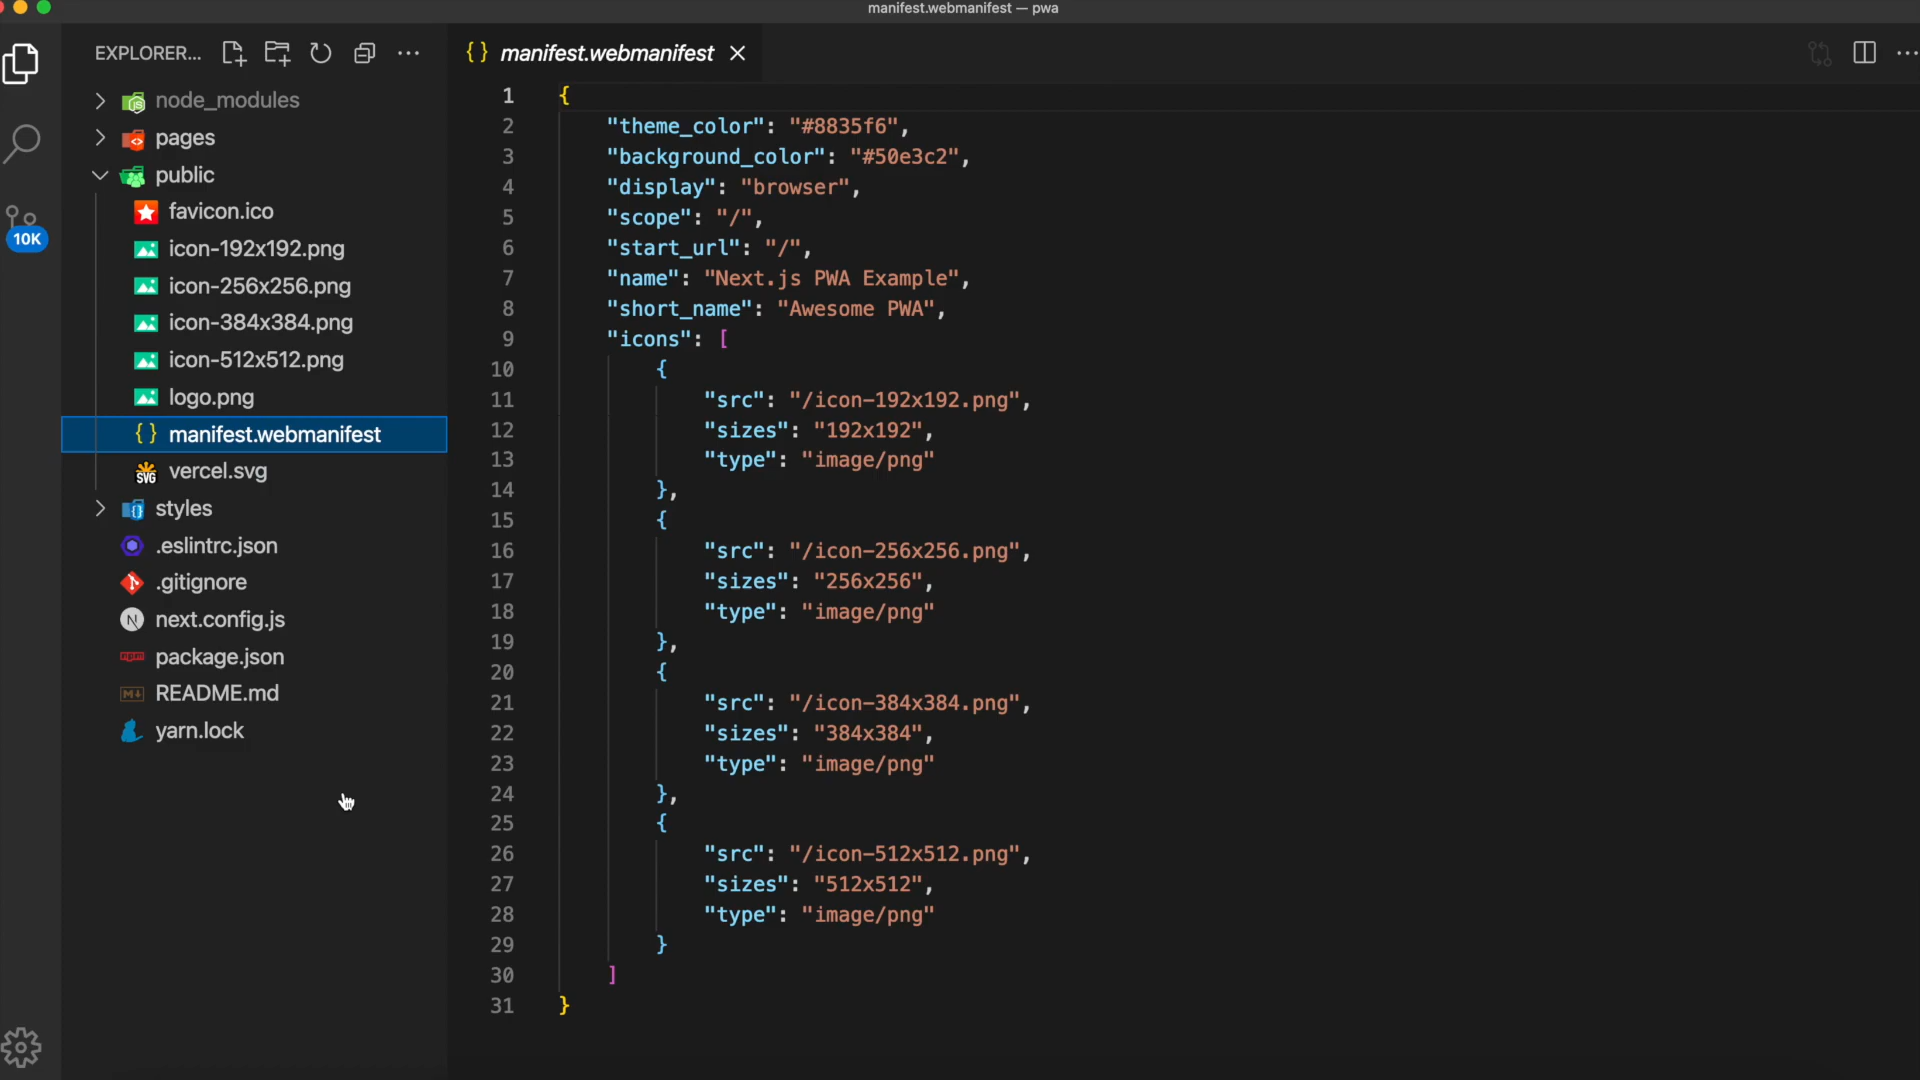 manifest.webmanifest — pwa
EXPLORER...
manifest.webmanifest
node_modules
pages
public
favicon.ico
icon-192x192.png
icon-256x256.png
icon-384x384.png
icon-512x512.png
logo.png
manifest.webmanifest
vercel.svg
styles
.eslintrc.json
.gitignore
next.config.js
package.json
README.md
yarn.lock
10K
1 {
2 "theme_color": "#8835f6",
3 "background_color": "#50e3c2",
4 "display": "browser",
5 "scope": "/",
6 "start_url": "/",
7 "name": "Next.js PWA Example",
8 "short_name": "Awesome PWA",
9 "icons": [
10 {
11 "src": "/icon-192x192.png",
12 "sizes": "192x192",
13 "type": "image/png"
14 },
15 {
16 "src": "/icon-256x256.png",
17 "sizes": "256x256",
18 "type": "image/png"
19 },
20 {
21 "src": "/icon-384x384.png",
22 "sizes": "384x384",
23 "type": "image/png"
24 },
25 {
26 "src": "/icon-512x512.png",
27 "sizes": "512x512",
28 "type": "image/png"
29 }
30 ]
31 }